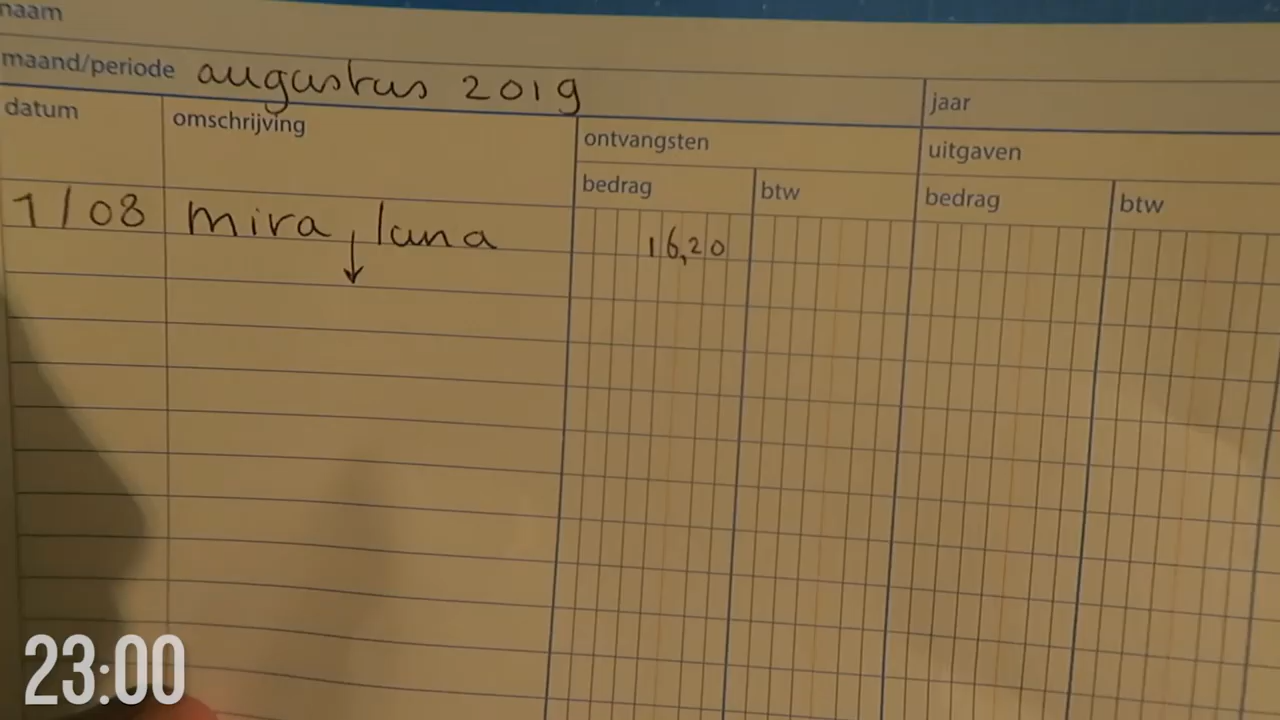 naam
maand/periode augustus 2019
jaar
datum
omschrijving
ontvangsten
uitgaven
bedrag
btw
bedrag
btw
1/08 mira, luna 16,20
23:00